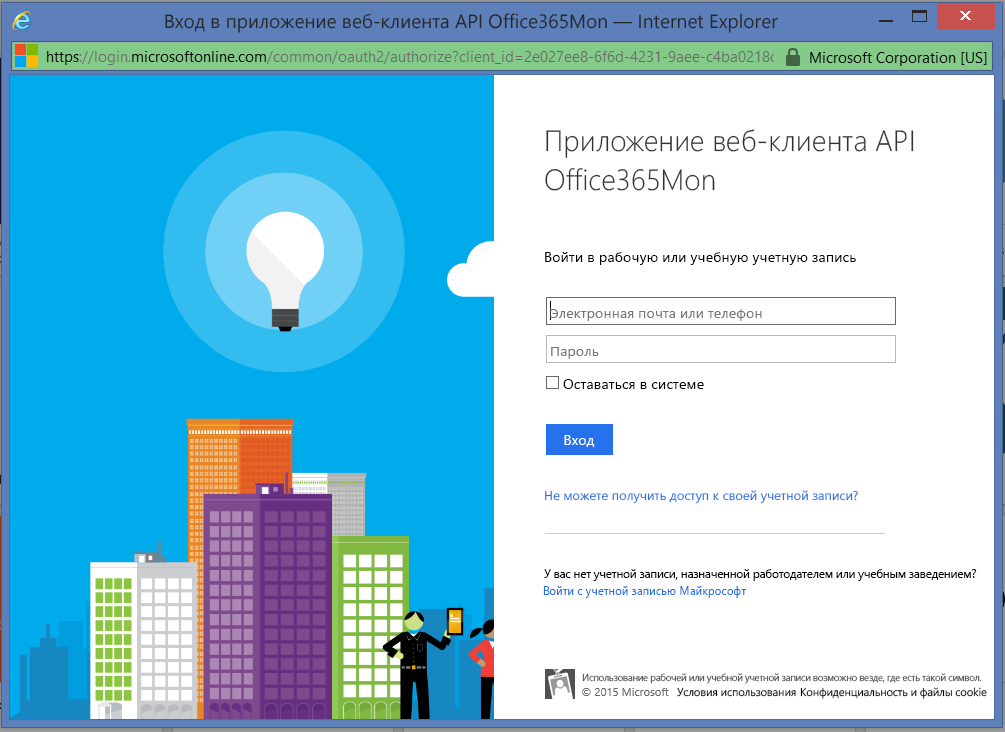 Вход в приложение веб-клиента API Office365Mon — Internet Explorer
https://login.microsoftonline.com/common/oauth2/authorize?client_id=2e027ee8-6f6d-4231-9aee-c4ba0218c Microsoft Corporation [US]
Приложение веб-клиента API
Office365Mon
Войти в рабочую или учебную учетную запись
Электронная почта или телефон
Пароль
Оставаться в системе
Вход
Не можете получить доступ к своей учетной записи?
У вас нет учетной записи, назначенной работодателем или учебным заведением?
Войти с учетной записью Майкрософт
Использование рабочей или учебной учетной записи возможно везде, где есть такой символ.
© 2015 Microsoft Условия использования Конфиденциальность и файлы cookie